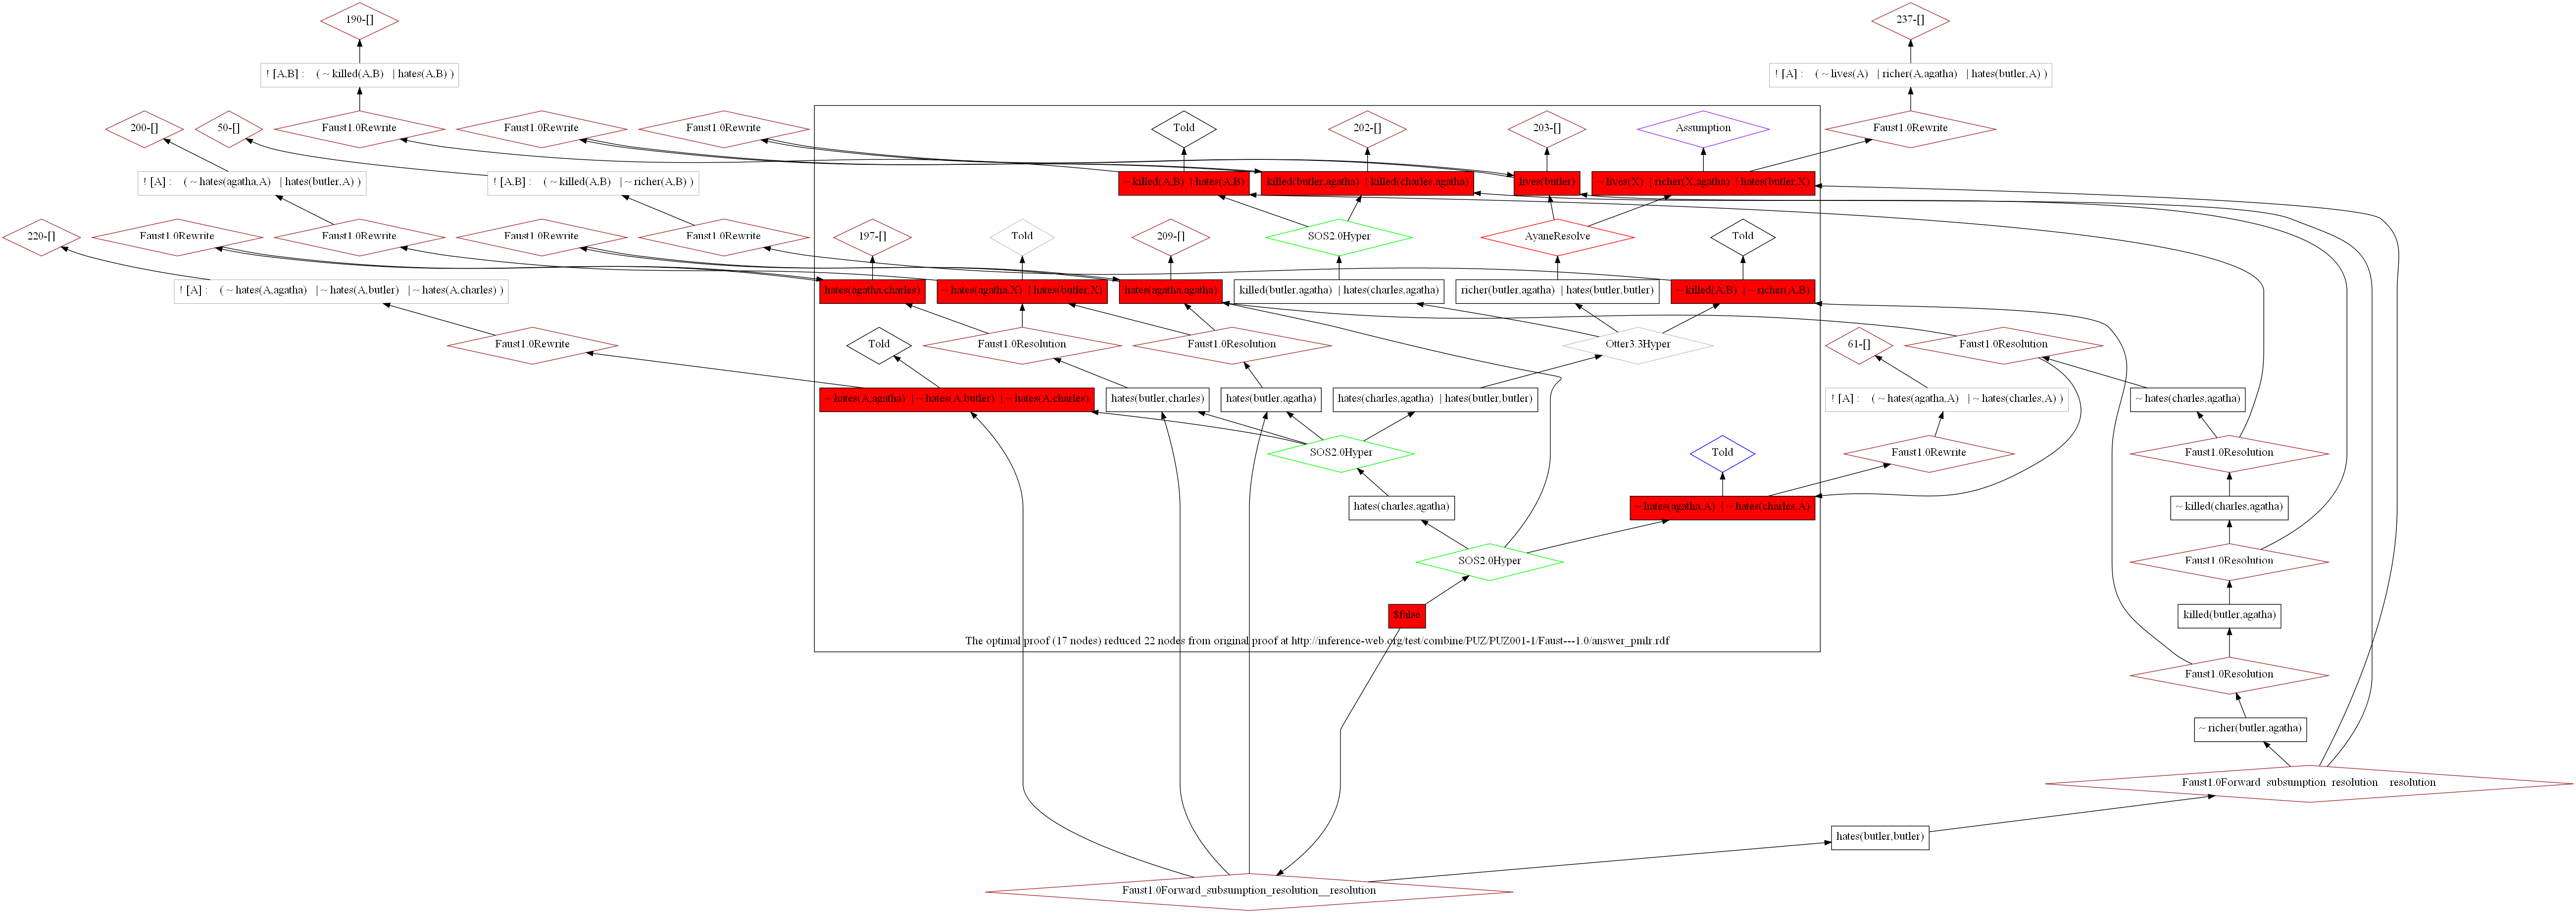 190-[]
237-[]
! [A,B] : ( ~ killed(A,B) | hates(A,B) )
! [A] : ( ~ lives(A) | richer(A,agatha) | hates(butler,A) )
200-[]
50-[]
Faust1.0Rewrite
Faust1.0Rewrite
Faust1.0Rewrite
Told
202-[]
203-[]
Assumption
Faust1.0Rewrite
! [A] : ( ~ hates(agatha,A) | hates(butler,A) )
! [A,B] : ( ~ killed(A,B) | ~ richer(A,B) )
~ killed(A,B) | hates(A,B)
killed(butler,agatha) | killed(charles,agatha)
lives(butler)
~ lives(X) | richer(X,agatha) | hates(butler,X)
220-[]
Faust1.0Rewrite
Faust1.0Rewrite
Faust1.0Rewrite
Faust1.0Rewrite
197-[]
Told
209-[]
SOS2.0Hyper
AyaneResolve
Told
! [A] : ( ~ hates(A,agatha) | ~ hates(A,butler) | ~ hates(A,charles) )
hates(agatha,charles)
~ hates(agatha,X) | hates(butler,X)
hates(agatha,agatha)
killed(butler,agatha) | hates(charles,agatha)
richer(butler,agatha) | hates(butler,butler)
~ killed(A,B) | ~ richer(A,B)
Faust1.0Rewrite
Told
Faust1.0Resolution
Faust1.0Resolution
Otter3.3Hyper
61-[]
Faust1.0Resolution
~ hates(A,agatha) | ~ hates(A,butler) | ~ hates(A,charles)
hates(butler,charles)
hates(butler,agatha)
hates(charles,agatha) | hates(butler,butler)
! [A] : ( ~ hates(agatha,A) | ~ hates(charles,A) )
~ hates(charles,agatha)
SOS2.0Hyper
Told
Faust1.0Rewrite
Faust1.0Resolution
hates(charles,agatha)
~ hates(agatha,A) | ~ hates(charles,A)
~ killed(charles,agatha)
SOS2.0Hyper
Faust1.0Resolution
$false
killed(butler,agatha)
The optimal proof (17 nodes) reduced 22 nodes from original proof at http://inference-web.org/test/combine/PUZ/PUZ001-1/Faust---1.0/answer_pmlr.rdf
Faust1.0Resolution
~ richer(butler,agatha)
Faust1.0Forward_subsumption_resolution__resolution
hates(butler,butler)
Faust1.0Forward_subsumption_resolution__resolution